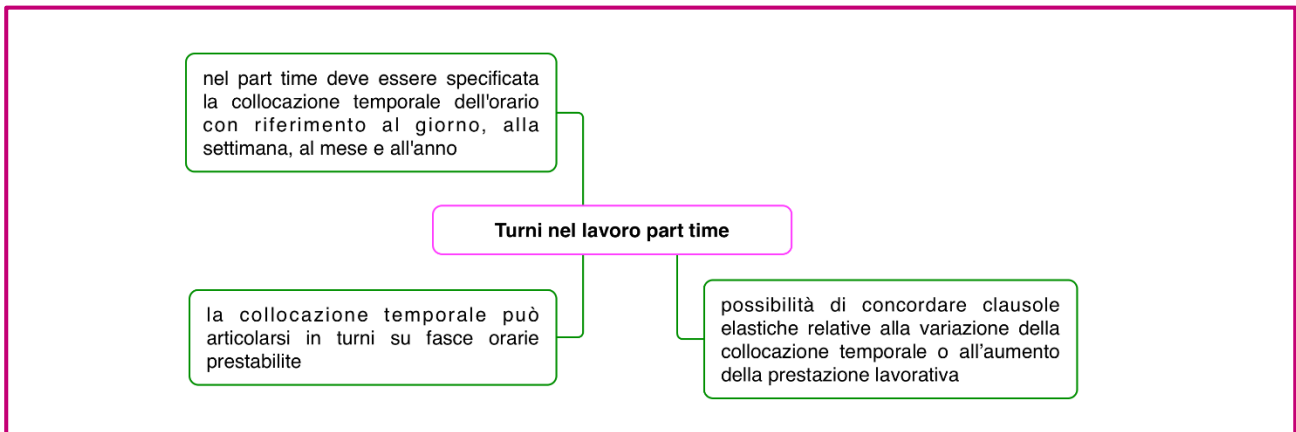 nel part time deve essere specificata
la collocazione temporale dell'orario
con riferimento al giorno, alla
settimana, al mese e all'anno
Turni nel lavoro part time
la collocazione temporale può
articolarsi in turni su fasce orarie
prestabilite
possibilità di concordare clausole
elastiche relative alla variazione della
collocazione temporale o all’aumento
della prestazione lavorativa